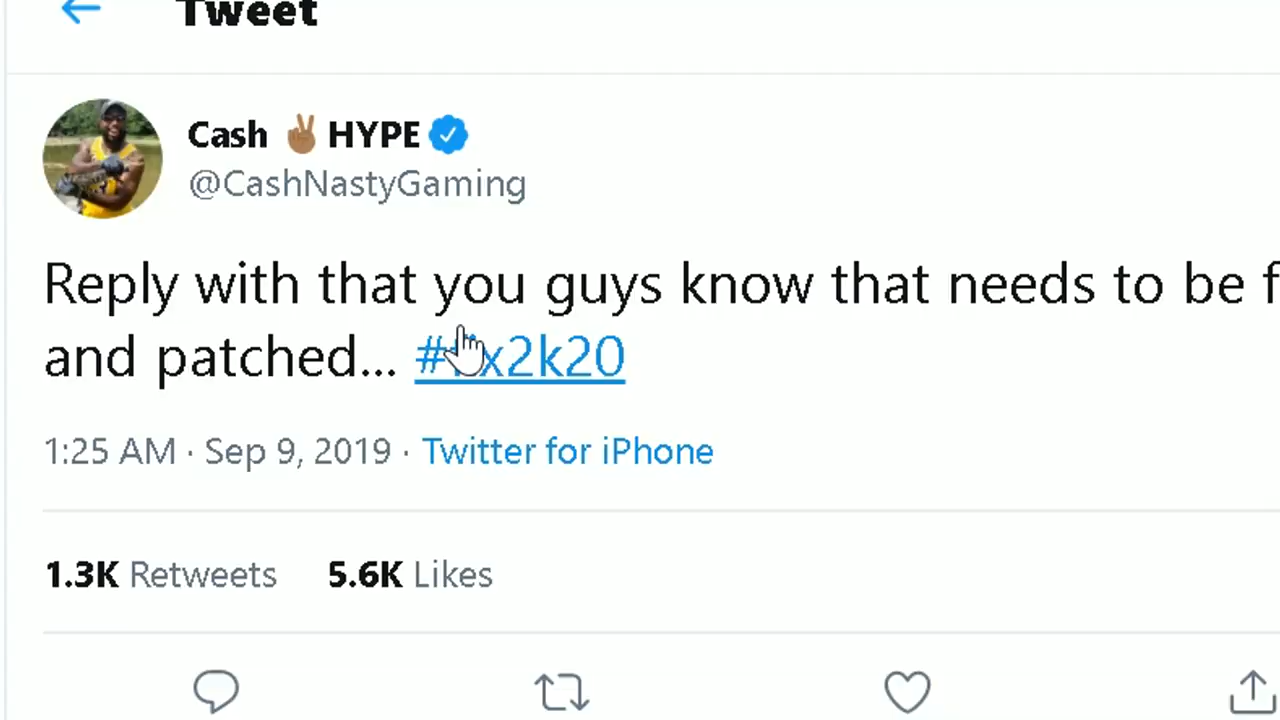 Tweet
Cash ✌🏾 HYPE
@CashNastyGaming
Reply with that you guys know that needs to be
and patched...
1:25 AM · Sep 9, 2019 · Twitter for iPhone
1.3K Retweets 5.6K Likes